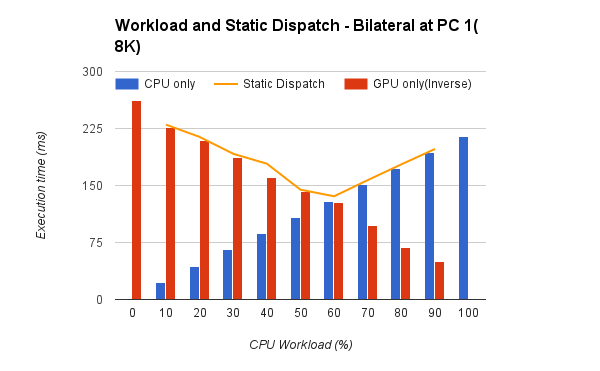 Workload and Static Dispatch - Bilateral at PC 1(
8K)
300
CPU only Static Dispatch GPU only(Inverse)
225
150
75
0
Execution time (ms)
0 10 20 30 40 50 60 70 80 90 100
CPU Workload (%)